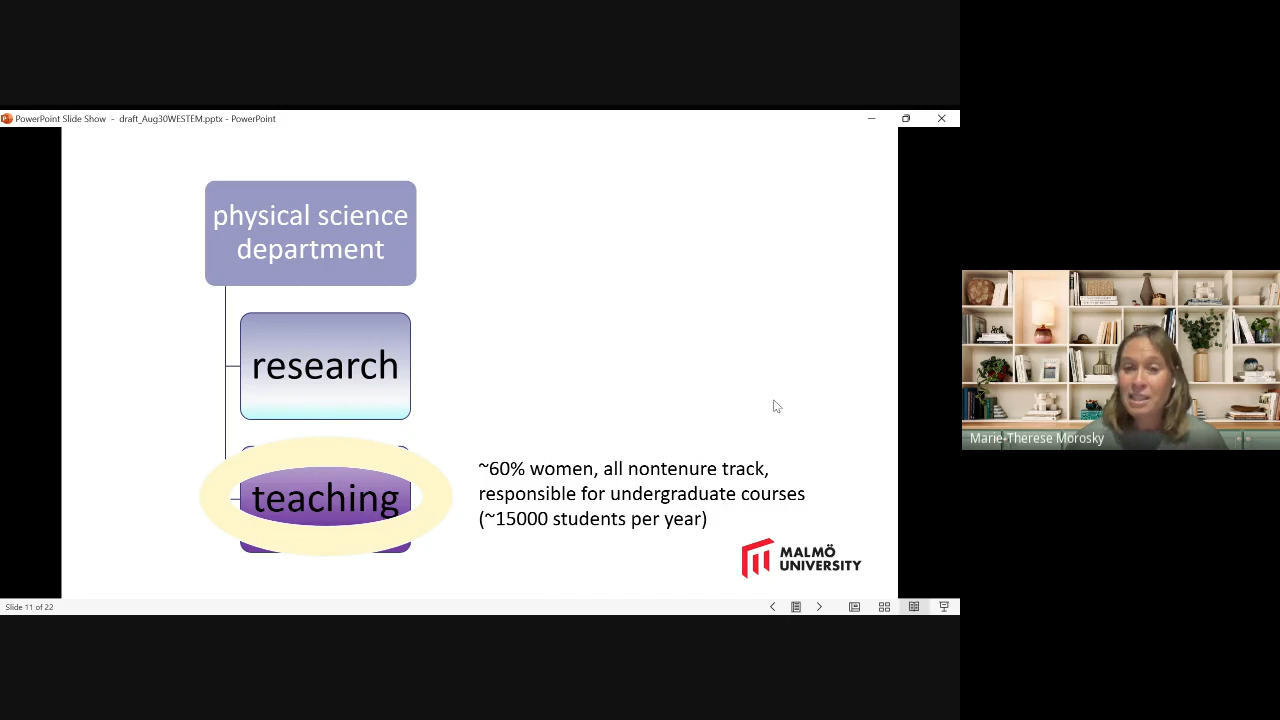 PowerPoint Slide Show - draft_Aug30WESTEM.pptx - PowerPoint
physical science
department
research
teaching
~60% women, all nontenure track,
responsible for undergraduate courses
(~15000 students per year)
MALMÖ
UNIVERSITY
Marie-Therese Morosky
Slide 11 of 22